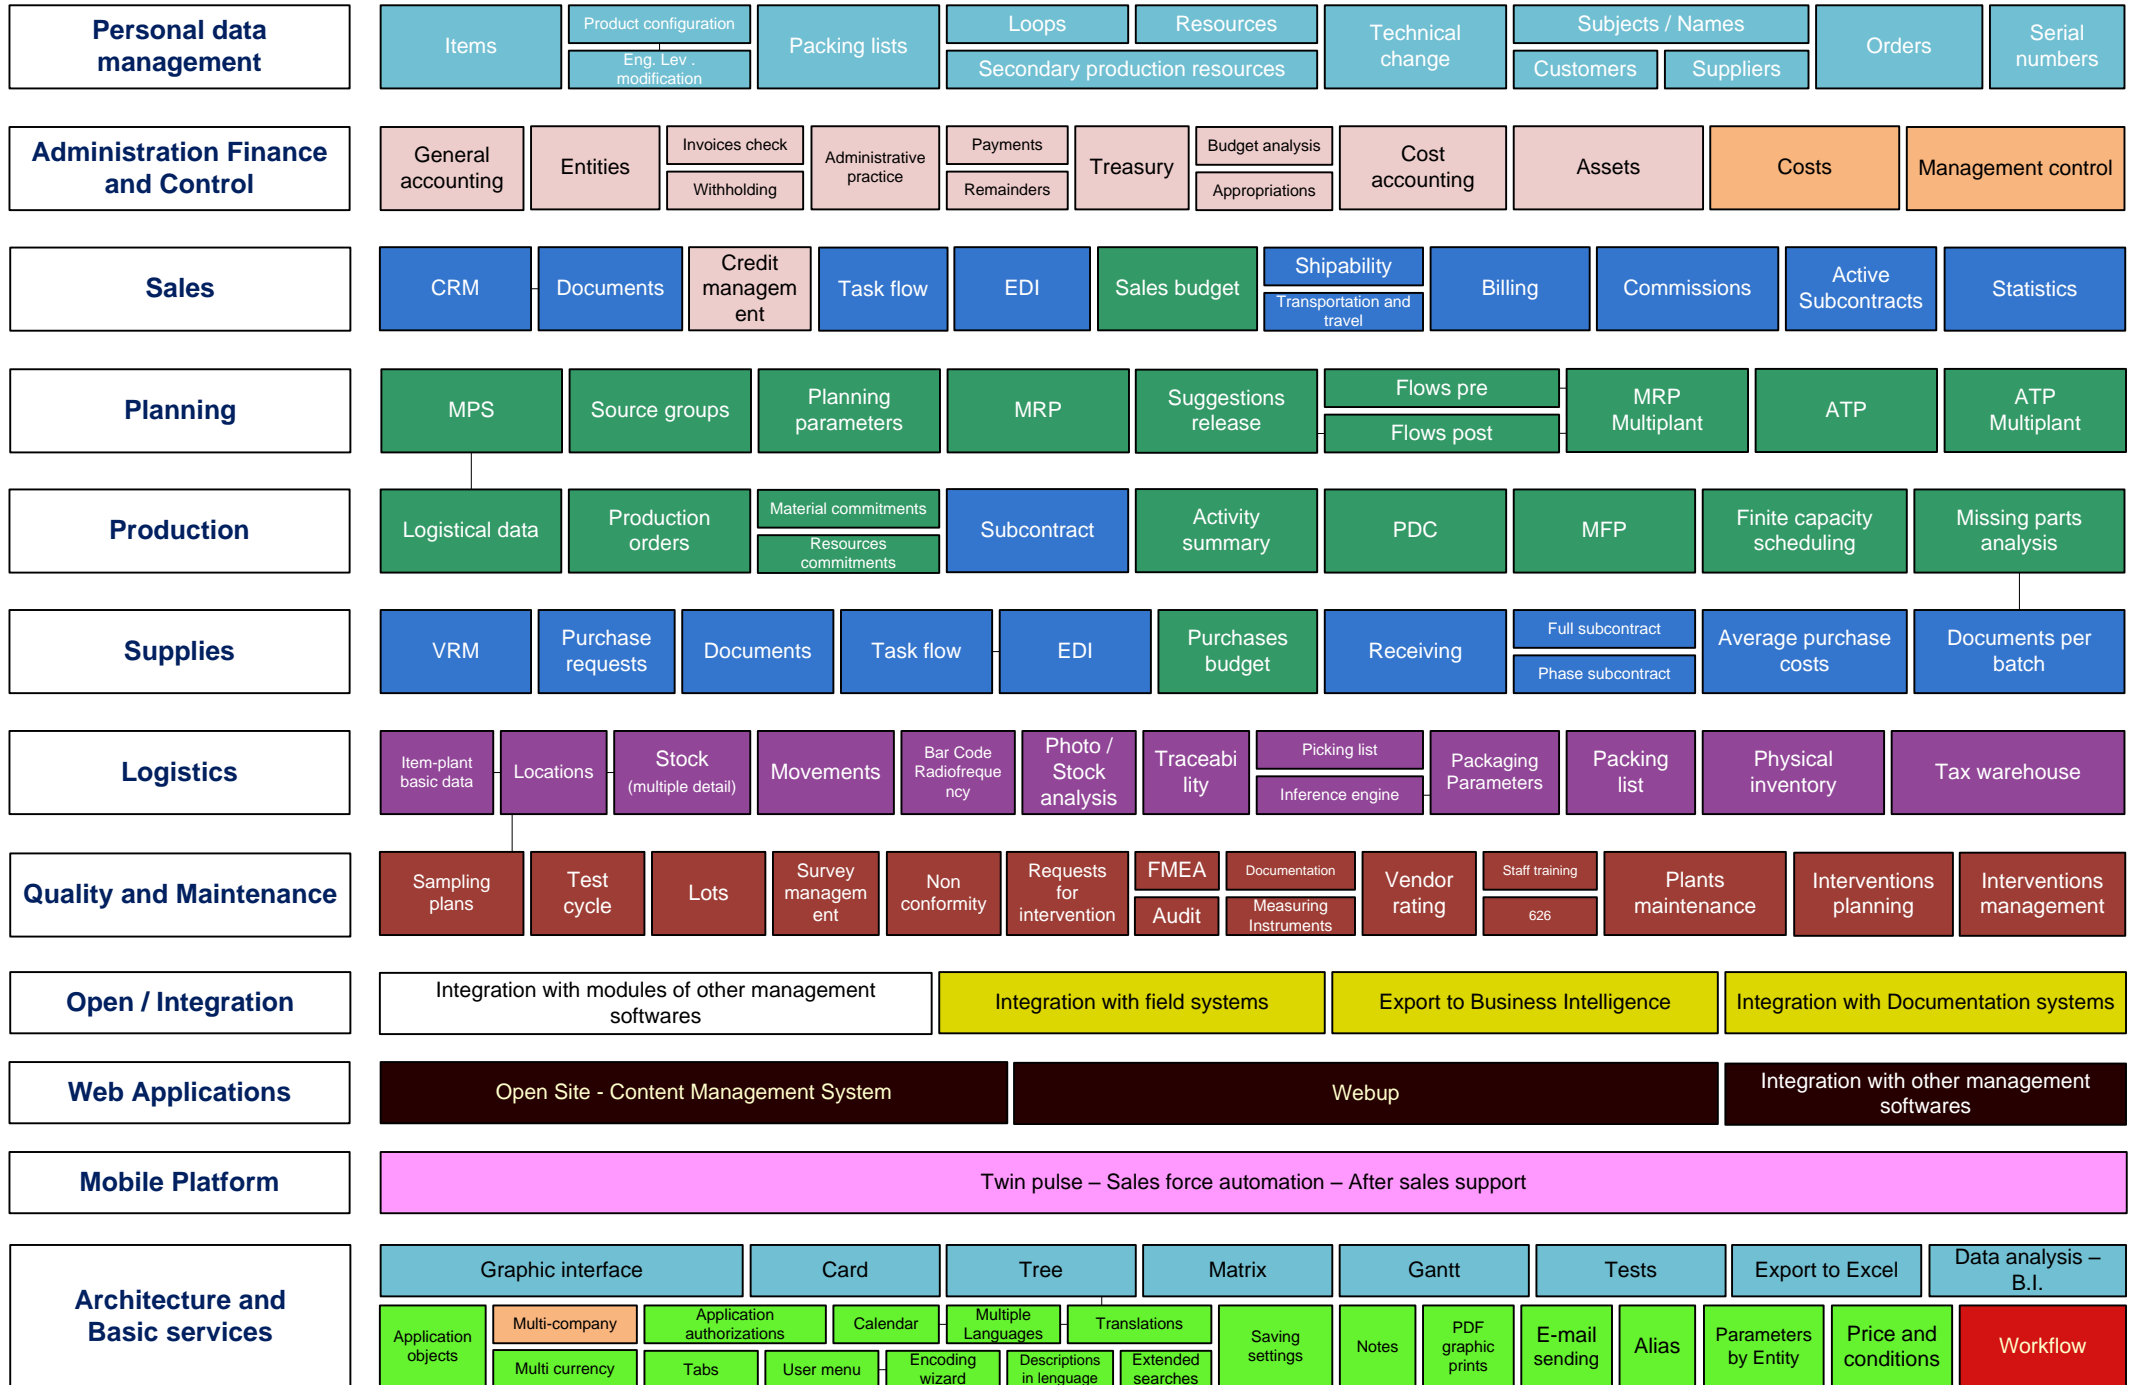 Personal data
management
Items
Product configuration
Eng. Lev .
modification
Packing lists
Loops
Resources
Secondary production resources
Technical
change
Subjects / Names
Customers
Suppliers
Orders
Serial
numbers
Administration Finance
and Control
General
accounting
Entities
Invoices check
Withholding
Administrative
practice
Payments
Remainders
Treasury
Budget analysis
Appropriations
Cost
accounting
Assets
Costs
Management control
Sales
CRM
Documents
Credit
managem
ent
Task flow
EDI
Sales budget
Shipability
Transportation and
travel
Billing
Commissions
Active
Subcontracts
Statistics
Planning
MPS
Source groups
Planning
parameters
MRP
Suggestions
release
Flows pre
Flows post
MRP
Multiplant
ATP
ATP
Multiplant
Production
Logistical data
Production
orders
Material commitments
Resources
commitments
Subcontract
Activity
summary
PDC
MFP
Finite capacity
scheduling
Missing parts
analysis
Supplies
VRM
Purchase
requests
Documents
Task flow
EDI
Purchases
budget
Receiving
Full subcontract
Phase subcontract
Average purchase
costs
Documents per
batch
Logistics
Item-plant
basic data
Locations
Stock
(multiple detail)
Movements
Bar Code
Radiofreque
ncy
Photo /
Stock
analysis
Traceabi
lity
Picking list
Inference engine
Packaging
Parameters
Packing
list
Physical
inventory
Tax warehouse
Quality and Maintenance
Sampling
plans
Test
cycle
Lots
Survey
managem
ent
Non
conformity
Requests
for
intervention
FMEA
Audit
Documentation
Measuring
Instruments
Vendor
rating
Staff training
626
Plants
maintenance
Interventions
planning
Interventions
management
Open / Integration
Integration with modules of other management
softwares
Integration with field systems
Export to Business Intelligence
Integration with Documentation systems
Web Applications
Open Site - Content Management System
Webup
Integration with other management
softwares
Mobile Platform
Twin pulse – Sales force automation – After sales support
Architecture and
Basic services
Graphic interface
Card
Tree
Matrix
Gantt
Tests
Export to Excel
Data analysis –
B.I.
Application
objects
Multi-company
Multi currency
Application
authorizations
Calendar
Multiple
Languages
Translations
Tabs
User menu
Encoding
wizard
Descriptions
in lenguage
Extended
searches
Saving
settings
Notes
PDF
graphic
prints
E-mail
sending
Alias
Parameters
by Entity
Price and
conditions
Workflow